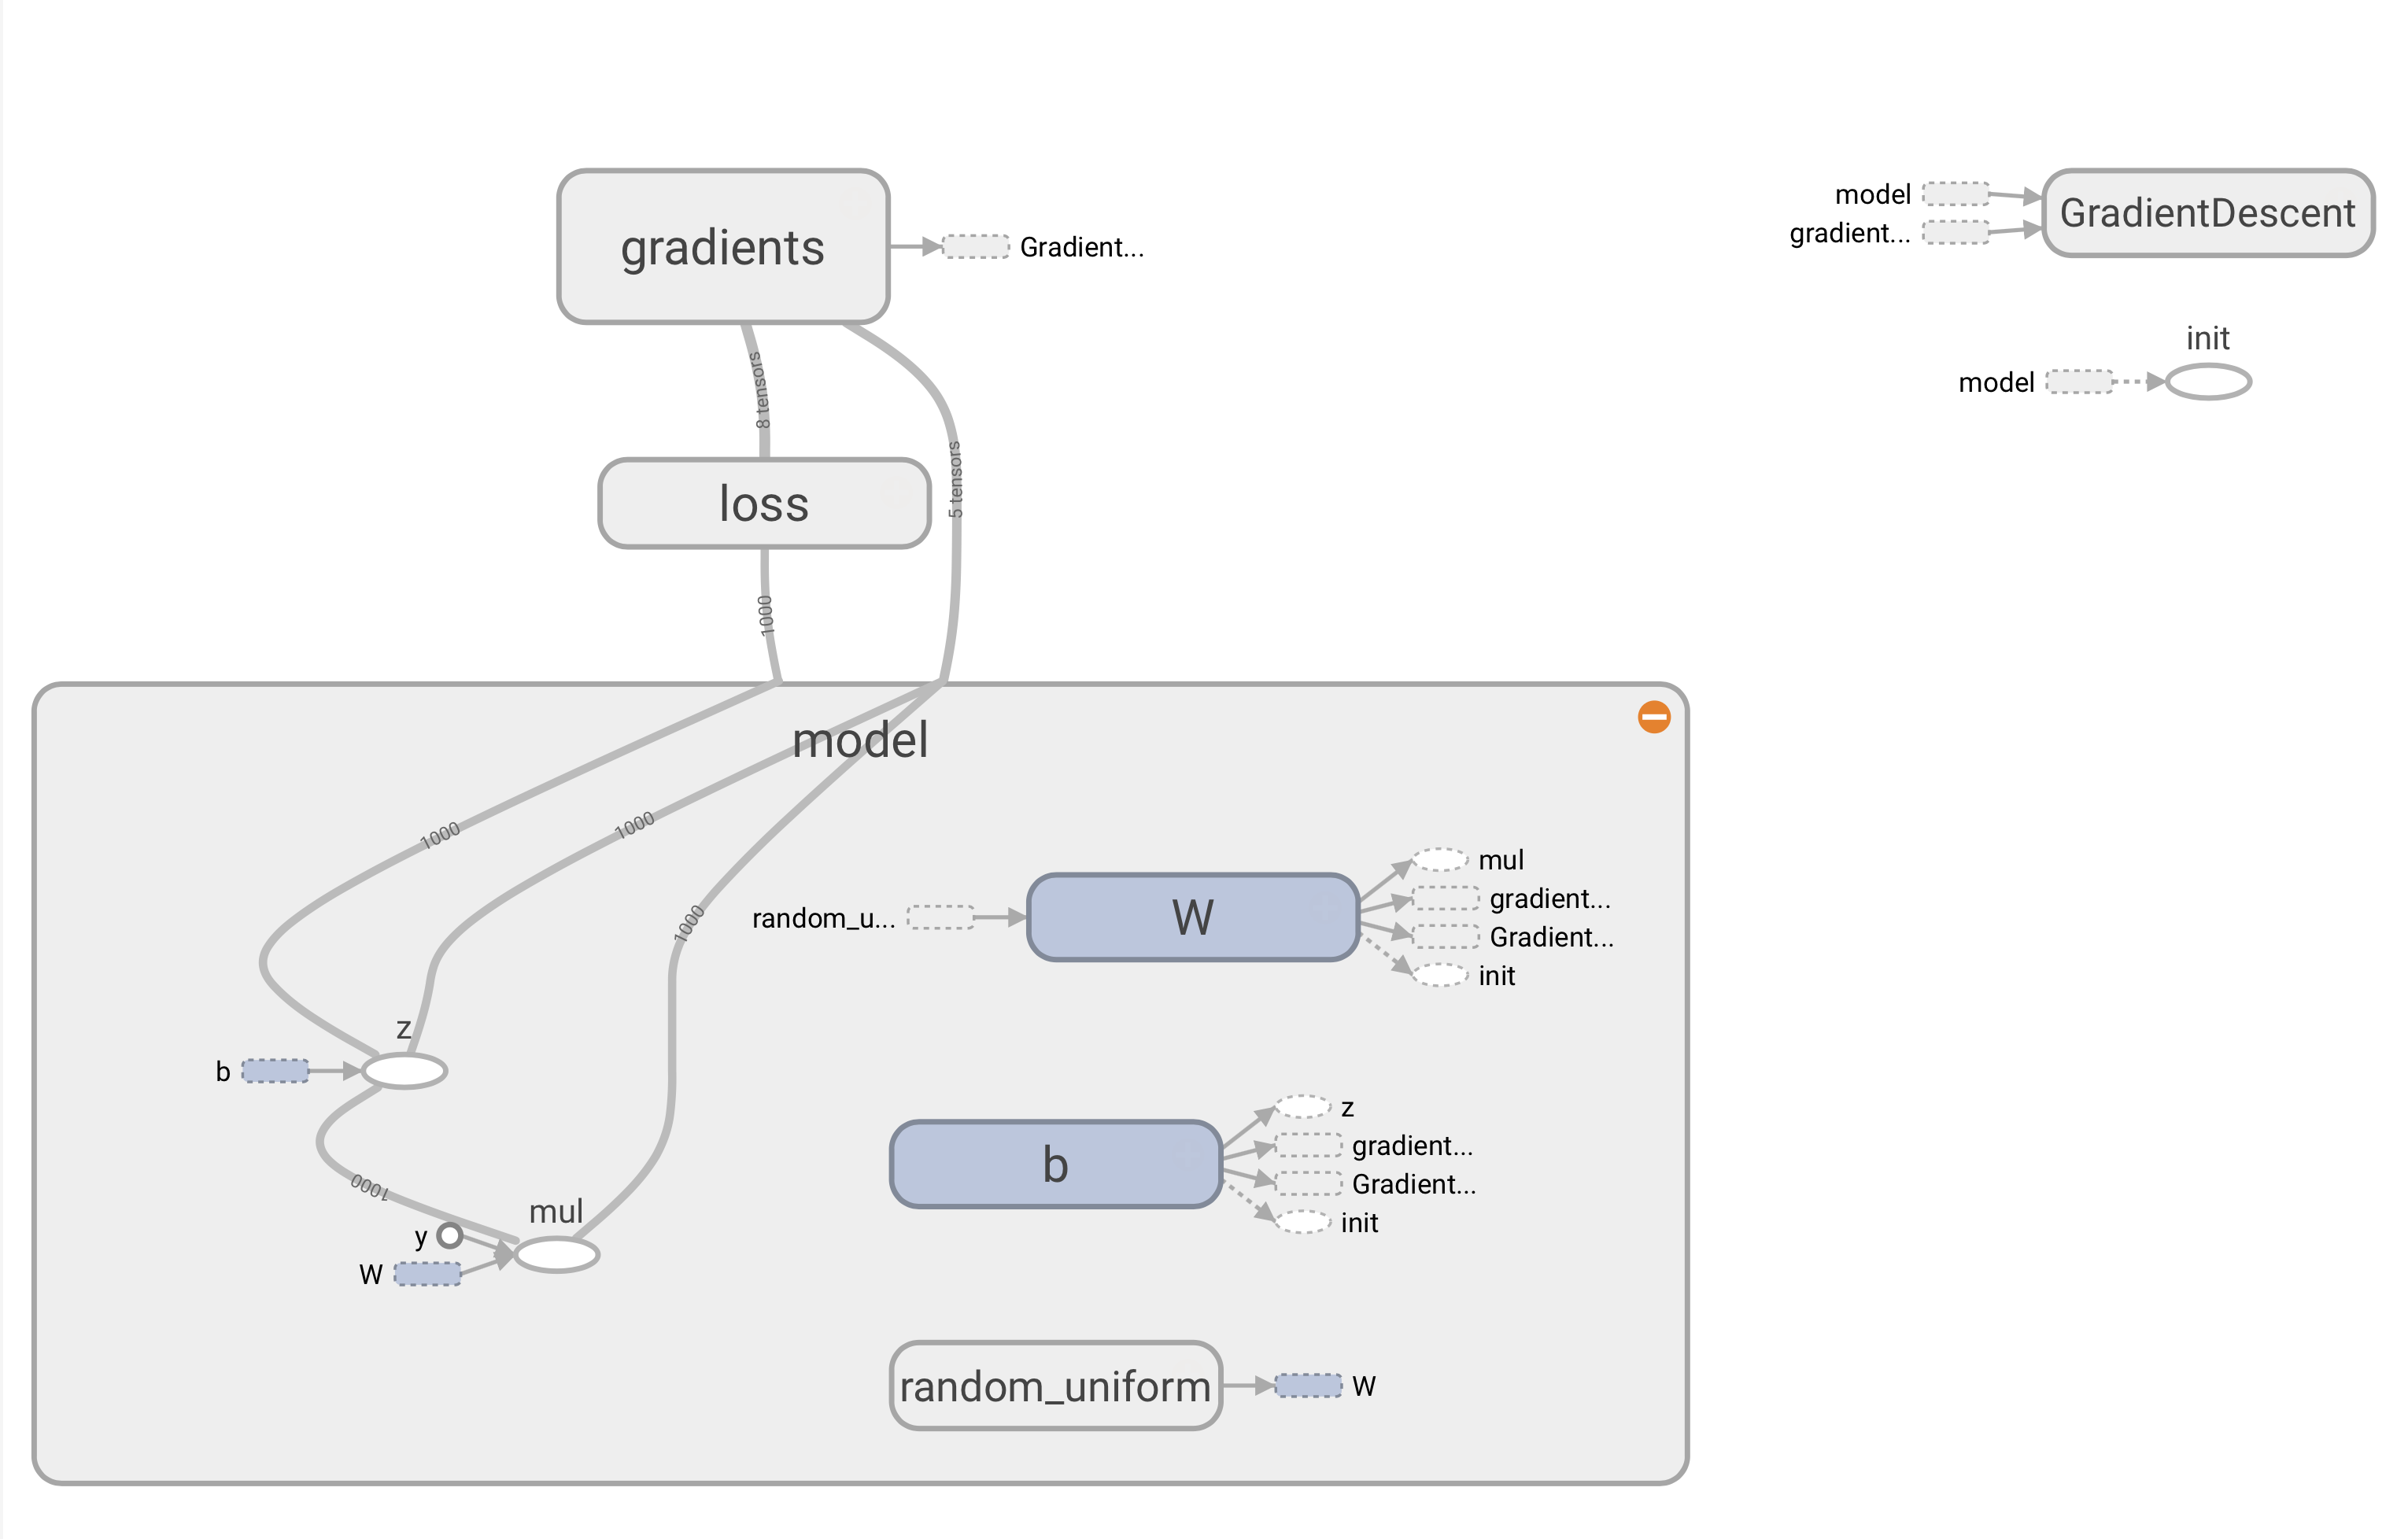 gradients
Gradient...
model
gradient...
GradientDescent
init
model
8 tensors
loss
5 tensors
1000
model
1000
1000
1000
random_u...
W
mul
gradient...
Gradient...
init
z
b
b
z
gradient...
Gradient...
init
1000
mul
y
W
random_uniform
W